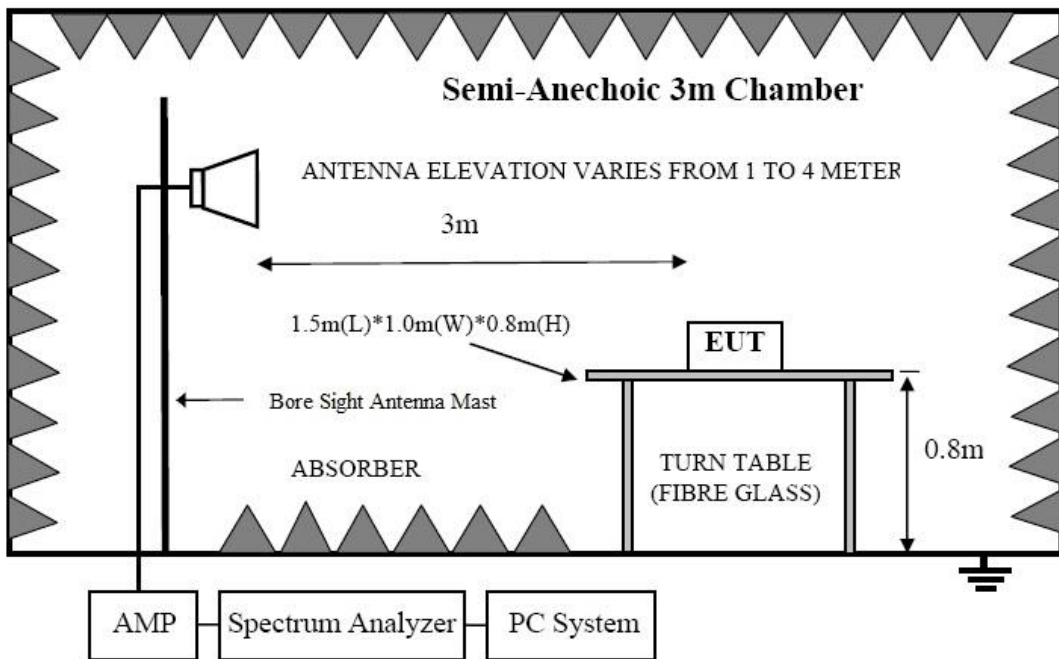 Semi-Anechoic 3m Chamber
ANTENNA ELEVATION VARIES FROM 1 TO 4 METER
3m
1.5m(L)*1.0m(W)*0.8m(H)
EUT
Bore Sight Antenna Mast
ABSORBER
TURN TABLE
(FIBRE GLASS)
0.8m
AMP
Spectrum Analyzer
PC System